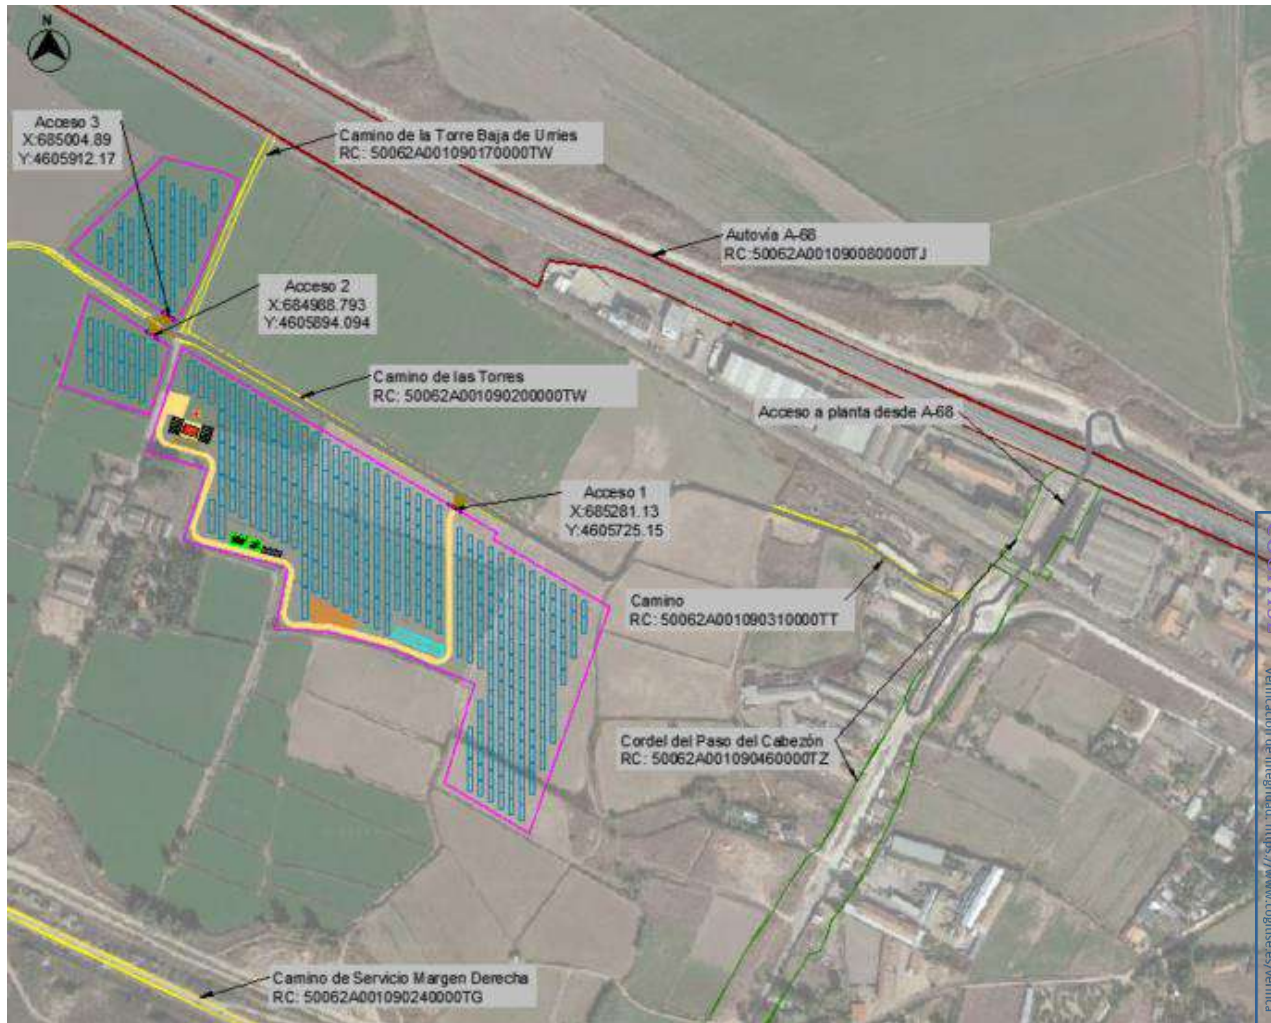 N
Acceso 3
X:685004.89
Y:4605912.17
Camino de la Torre Baja de Urries
RC: 50062A001090170000TW
Autovía A-68
RC:50062A001090080000TJ
Acceso 2
X:684988.793
Y:4605894.094
Camino de las Torres
RC: 50062A001090200000TW
Acceso a planta desde A-68
Acceso 1
X:685281.13
Y:4605725.15
Camino
RC: 50062A001090310000TT
Cordel del Paso del Cabezón
RC: 50062A001090460000TZ
Camino de Servicio Margen Derecha
RC: 50062A001090240000TG